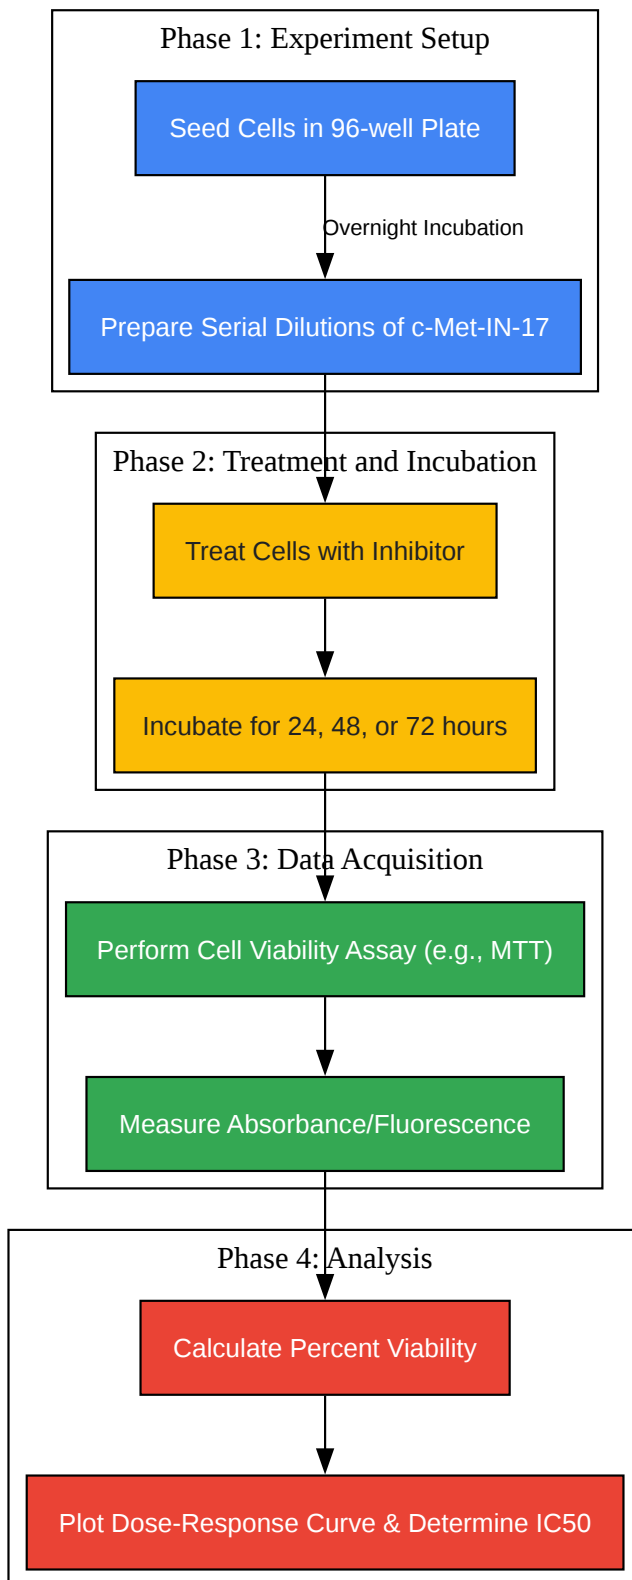 Phase 1: Experiment Setup
Seed Cells in 96-well Plate
Overnight Incubation
Prepare Serial Dilutions of c-Met-IN-17
Phase 2: Treatment and Incubation
Treat Cells with Inhibitor
Incubate for 24, 48, or 72 hours
Phase 3: Data Acquisition
Perform Cell Viability Assay (e.g., MTT)
Measure Absorbance/Fluorescence
Phase 4: Analysis
Calculate Percent Viability
Plot Dose-Response Curve & Determine IC50